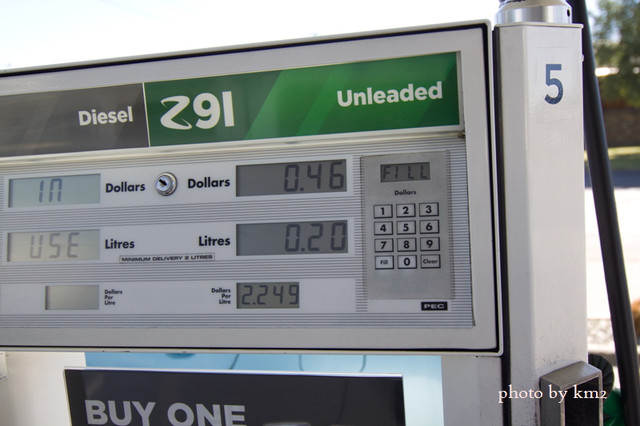 Diesel
Z91 Unleaded
5
IN Dollars Dollars 0.46
FILL
Dollars
USE Litres Litres 0.20
MINIMUM DELIVERY 2 LITRES
1 2 3
4 5 6
7 8 9
Fill 0 Clear
Dollars
Per
Litre
Dollars
Per
Litre
2.249
PEC
BUY ONE
photo by km2